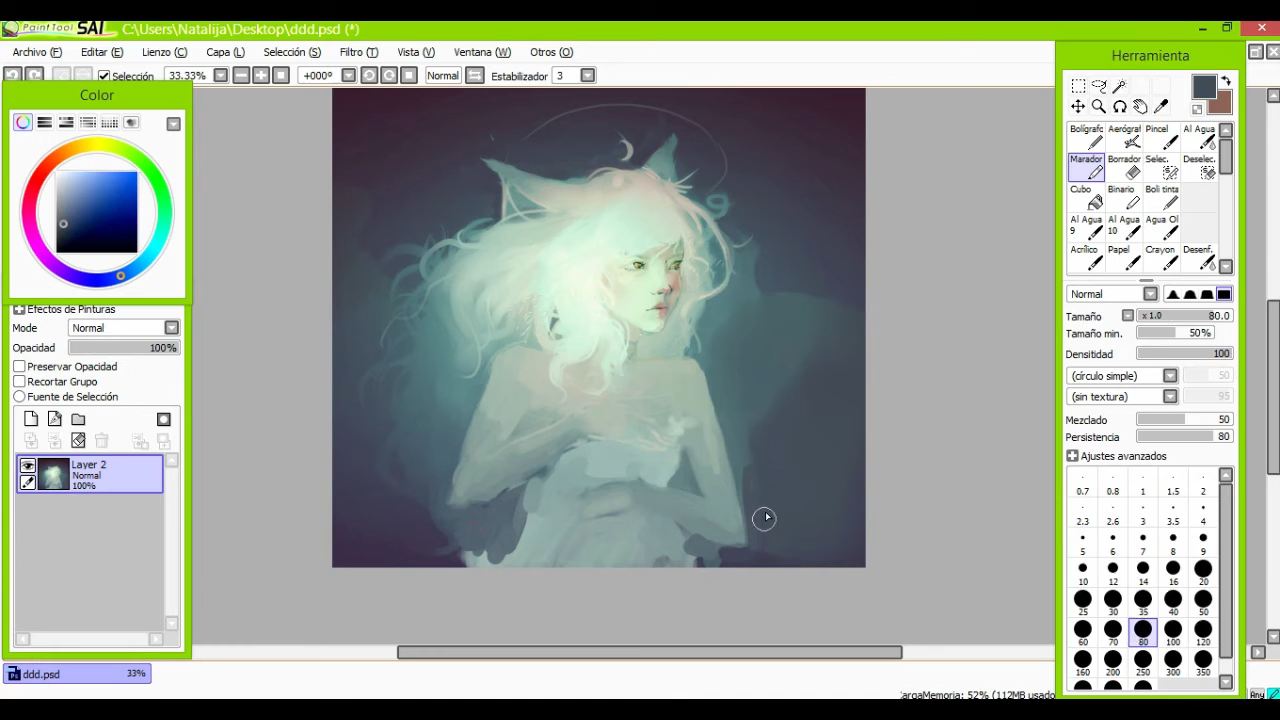 PaintTool SAI C:\Users\Natalija\Desktop\ddd.psd (*)
Archivo (F) Editar (E) Lienzo (C) Capa (L) Selección (S) Filtro (T) Vista (V) Ventana (W) Otros (O)
Selección 33.33% +000º Normal Estabilizador 3
Color
Efectos de Pinturas
Mode Normal
Opacidad 100%
Preservar Opacidad
Recortar Grupo
Fuente de Selección
Layer 2
Normal
100%
ddd.psd 33%
Herramienta
Bolígrafc Aerógraf Pincel Al Agua
Marador Borrador Selec. Deselec.
Cubo Binario Boli tinta
Al Agua 9 Al Agua 10 Agua Ol
Acrílico Papel Crayon Desenf.
Normal
Tamaño x 1.0 80.0
Tamaño min. 50%
Densitidad 100
(círculo simple) 50
(sin textura) 95
Mezclado 50
Persistencia 80
Ajustes avanzados
0.7 0.8 1 1.5 2
2.3 2.6 3 3.5 4
5 6 7 8 9
10 12 14 16 20
25 30 35 40 50
60 70 80 100 120
160 200 250 300 350
argaMemoria: 52% (112MB usado
Any